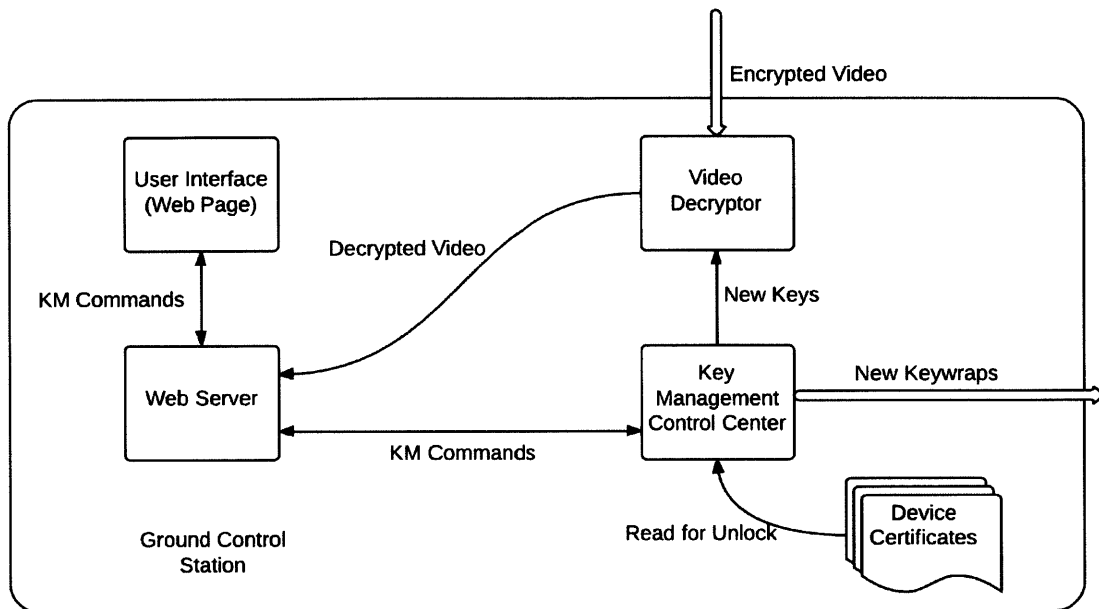 Encrypted Video
User Interface
(Web Page)
Video
Decryptor
Decrypted Video
KM Commands
New Keys
Web Server
Key
Management
Control Center
New Keywraps
KM Commands
Read for Unlock
Device
Certificates
Ground Control
Station